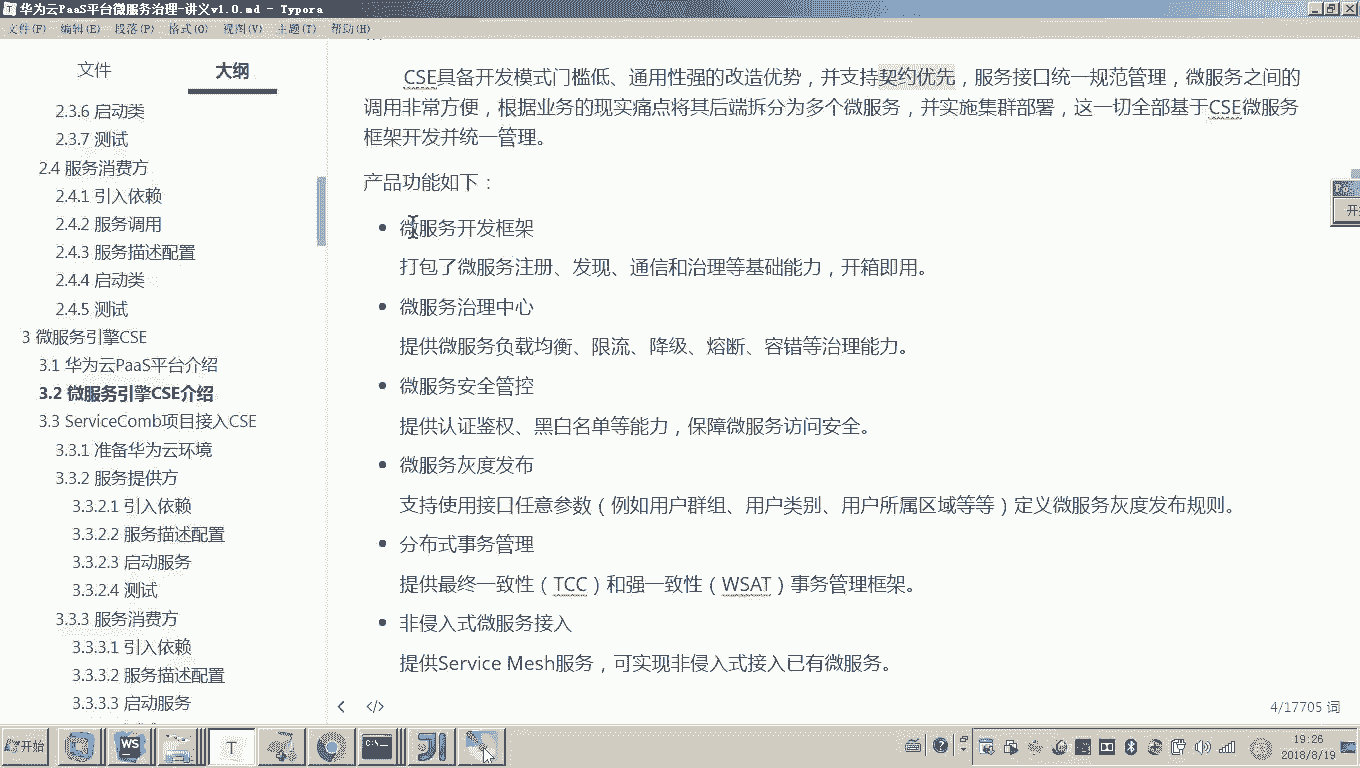 华为云PaaS平台微服务治理-讲义v1.0.md - Typora
文件(F) 编辑(E) 段落(P) 格式(O) 视图(V) 主题(T) 帮助(H)
文件 大纲
2.3.6 启动类
2.3.7 测试
2.4 服务消费方
2.4.1 引入依赖
2.4.2 服务调用
2.4.3 服务描述配置
2.4.4 启动类
2.4.5 测试
3 微服务引擎CSE
3.1 华为云PaaS平台介绍
3.2 微服务引擎CSE介绍
3.3 ServiceComb项目接入CSE
3.3.1 准备华为云环境
3.3.2 服务提供方
3.3.2.1 引入依赖
3.3.2.2 服务描述配置
3.3.2.3 启动服务
3.3.2.4 测试
3.3.3 服务消费方
3.3.3.1 引入依赖
3.3.3.2 服务描述配置
3.3.3.3 启动服务
CSE具备开发模式门槛低、通用性强的改造优势，并支持契约优先，服务接口统一规范管理，微服务之间的
调用非常方便，根据业务的现实痛点将其后端拆分为多个微服务，并实施集群部署，这一切全部基于CSE微服务
框架开发并统一管理。
产品功能如下：
微服务开发框架
打包了微服务注册、发现、通信和治理等基础能力，开箱即用。
微服务治理中心
提供微服务负载均衡、限流、降级、熔断、容错等治理能力。
微服务安全管控
提供认证鉴权、黑白名单等能力，保障微服务访问安全。
微服务灰度发布
支持使用接口任意参数（例如用户群组、用户类别、用户所属区域等等）定义微服务灰度发布规则。
分布式事务管理
提供最终一致性（TCC）和强一致性（WSAT）事务管理框架。
非侵入式微服务接入
提供Service Mesh服务，可实现非侵入式接入已有微服务。
4/17705 词
开始
WS
T
19:26
2018/8/19